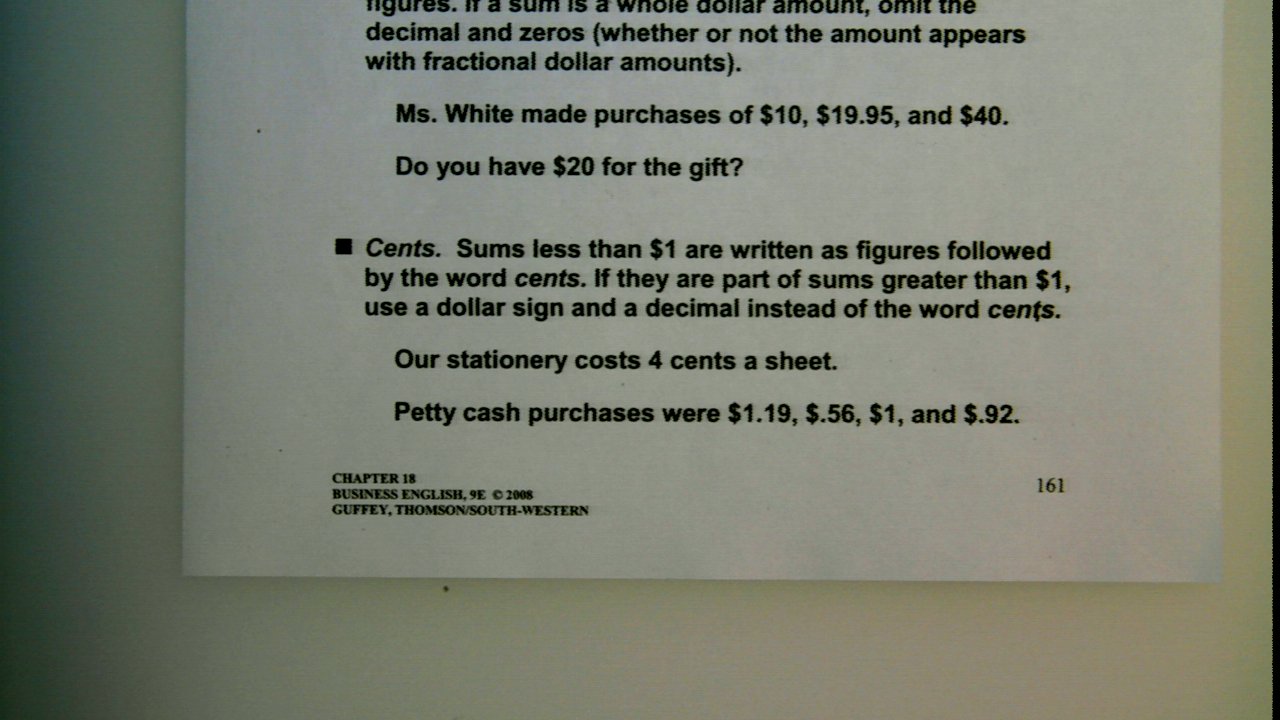 figures. If a sum is a whole dollar amount, omit the
decimal and zeros (whether or not the amount appears
with fractional dollar amounts).
Ms. White made purchases of $10, $19.95, and $40.
Do you have $20 for the gift?
■ Cents. Sums less than $1 are written as figures followed
by the word cents. If they are part of sums greater than $1,
use a dollar sign and a decimal instead of the word cents.
Our stationery costs 4 cents a sheet.
Petty cash purchases were $1.19, $.56, $1, and $.92.
CHAPTER 18
BUSINESS ENGLISH, 9E © 2008
GUFFEY, THOMSON/SOUTH-WESTERN
161